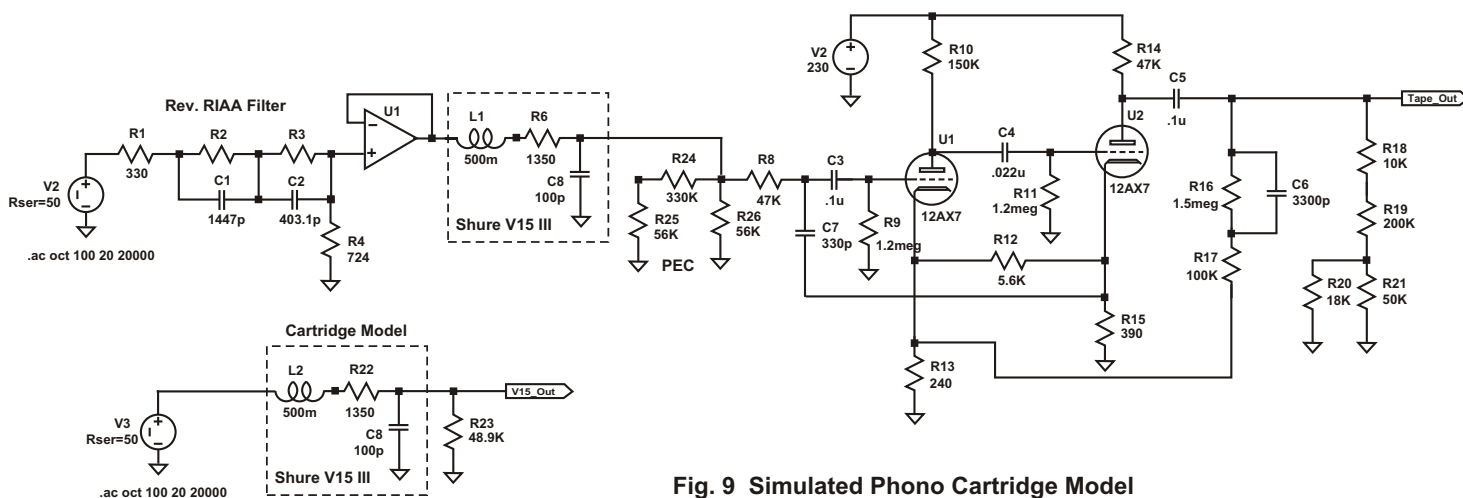 Rev. RIAA Filter
R1
330
R2
R3
C1
1447p
C2
403.1p
R4
724
V2
Rser=50
.ac oct 100 20 20000
U1
L1
500m
R6
1350
C8
100p
Shure V15 III
R24
330K
R25
56K
R26
56K
PEC
R8
47K
C3
.1u
C7
330p
R9
1.2meg
V2
230
R10
150K
U1
12AX7
C4
.022u
R11
1.2meg
R12
5.6K
R13
240
R14
47K
U2
12AX7
R15
390
C5
.1u
R16
1.5meg
C6
3300p
R17
100K
R18
10K
R19
200K
R20
18K
R21
50K
Tape_Out
Cartridge Model
V3
Rser=50
.ac oct 100 20 20000
L2
500m
R22
1350
C8
100p
Shure V15 III
R23
48.9K
V15_Out
Fig. 9 Simulated Phono Cartridge Model